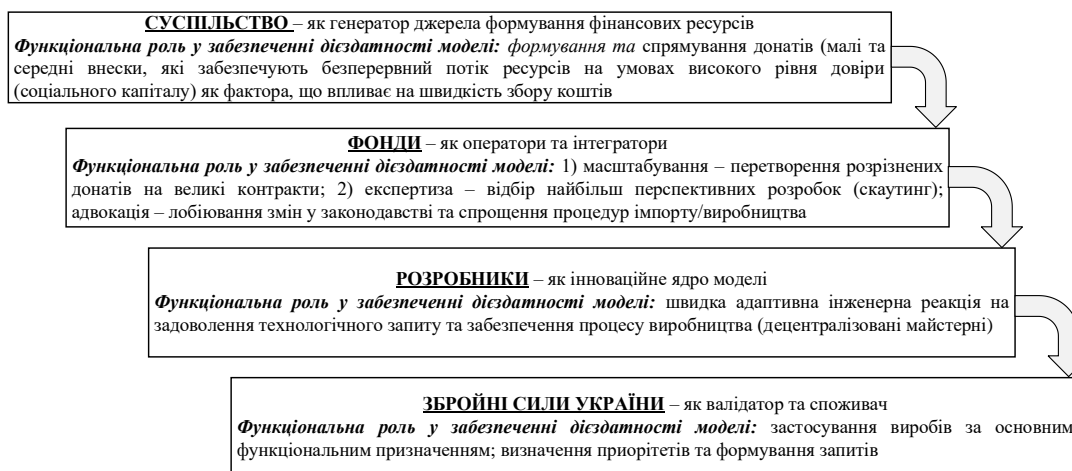 СУСПІЛЬСТВО – як генератор джерела формування фінансових ресурсів
Функціональна роль у забезпеченні дієздатності моделі: формування та спрямування донатів (малі та
середні внески, які забезпечують безперервний потік ресурсів на умовах високого рівня довіри
(соціального капіталу) як фактора, що впливає на швидкість збору коштів
ФОНДИ – як оператори та інтегратори
Функціональна роль у забезпеченні дієздатності моделі: 1) масштабування – перетворення розрізнених
донатів на великі контракти; 2) експертиза – відбір найбільш перспективних розробок (скаутинг);
адвокація – лобіювання змін у законодавстві та спрощення процедур імпорту/виробництва
РОЗРОБНИКИ – як інноваційне ядро моделі
Функціональна роль у забезпеченні дієздатності моделі: швидка адаптивна інженерна реакція на
задоволення технологічного запиту та забезпечення процесу виробництва (децентралізовані майстерні)
ЗБРОЙНІ СИЛИ УКРАЇНИ – як валідатор та споживач
Функціональна роль у забезпеченні дієздатності моделі: застосування виробів за основним
функціональним призначенням; визначення пріоритетів та формування запитів